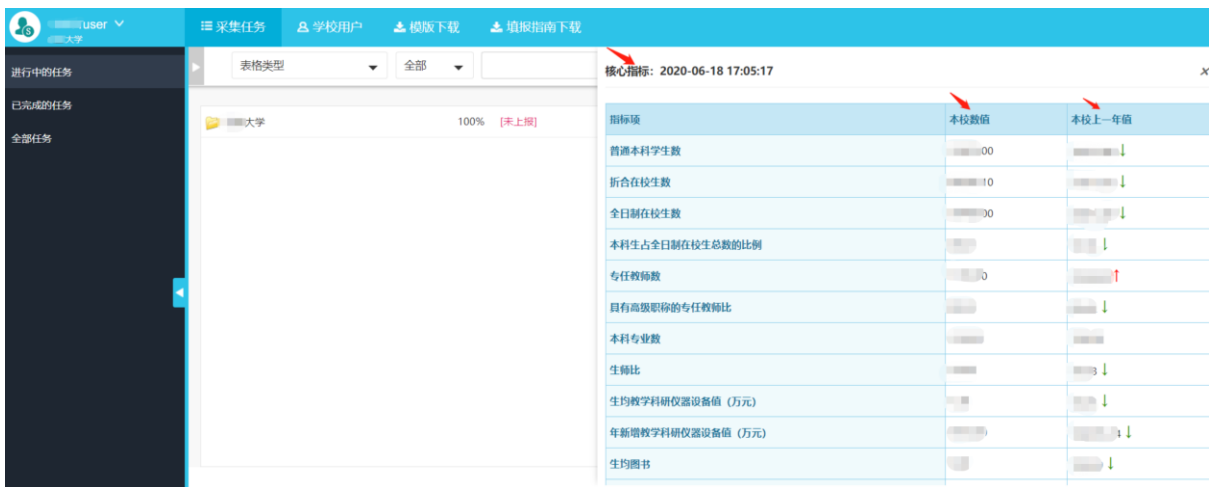 user
大学
采集任务
学校用户
模版下载
填报指南下载
进行中的任务
已完成的任务
全部任务
表格类型
全部
大学 100% [未上报]
核心指标：2020-06-18 17:05:17
×
指标项 本校数值 本校上一年值
普通本科学生数 00 ↓
折合在校生数 10 ↓
全日制在校生数 00 ↓
本科生占全日制在校生总数的比例 ↓
专任教师数 0 ↑
具有高级职称的专任教师比 ↓
本科专业数
生师比 3 ↓
生均教学科研仪器设备值（万元） ↓
年新增教学科研仪器设备值（万元） 4 ↓
生均图书 ↓